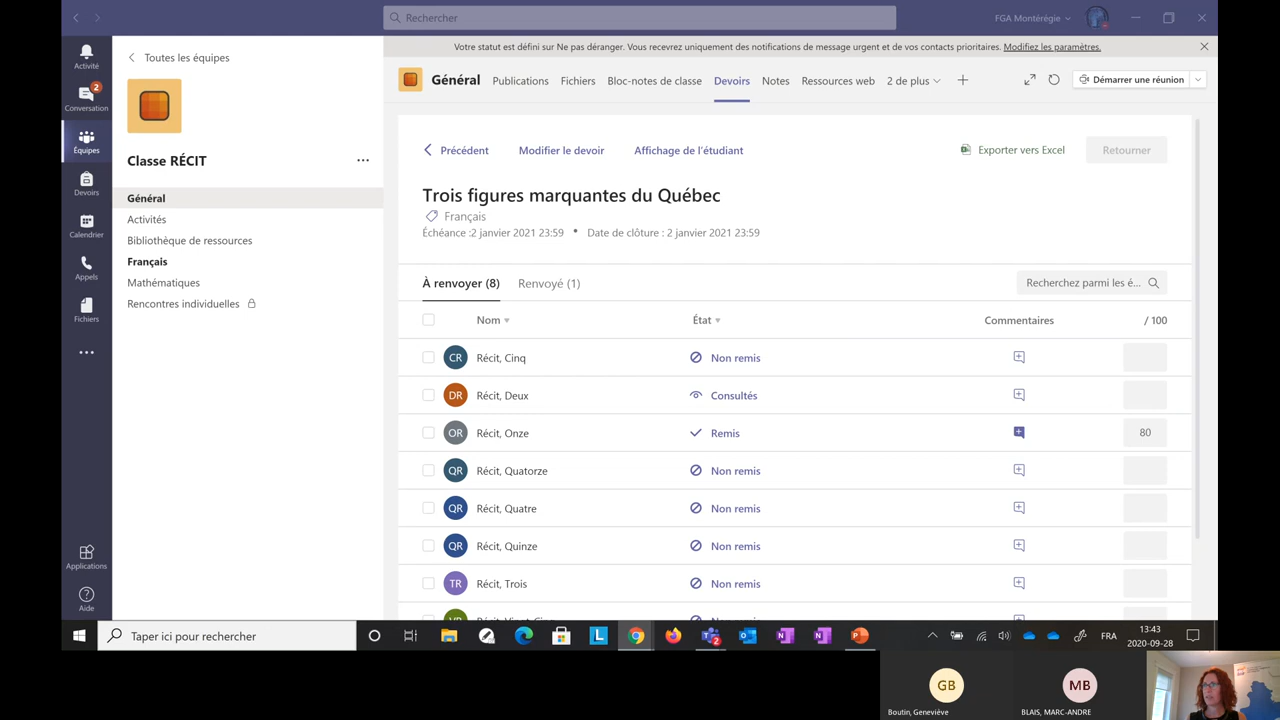 Rechercher
FGA Montérégie
Votre statut est défini sur Ne pas déranger. Vous recevrez uniquement des notifications de message urgent et de vos contacts prioritaires. Modifiez les paramètres.
Activité
2
Conversation
Équipes
Devoirs
Calendrier
Appels
Fichiers
Applications
Aide
Toutes les équipes
Classe RÉCIT
Général
Activités
Bibliothèque de ressources
Français
Mathématiques
Rencontres individuelles
Général Publications Fichiers Bloc-notes de classe Devoirs Notes Ressources web 2 de plus
Démarrer une réunion
Précédent Modifier le devoir Affichage de l'étudiant Exporter vers Excel Retourner
Trois figures marquantes du Québec
Français
Échéance :2 janvier 2021 23:59 • Date de clôture : 2 janvier 2021 23:59
À renvoyer (8) Renvoyé (1) Recherchez parmi les é...
Nom État Commentaires / 100
CR Récit, Cinq Non remis
DR Récit, Deux Consultés
OR Récit, Onze Remis 80
QR Récit, Quatorze Non remis
QR Récit, Quatre Non remis
QR Récit, Quinze Non remis
TR Récit, Trois Non remis
Taper ici pour rechercher
L
2
FRA
13:43
2020-09-28
GB
MB
Boutin, Geneviève
BLAIS, MARC-ANDRE